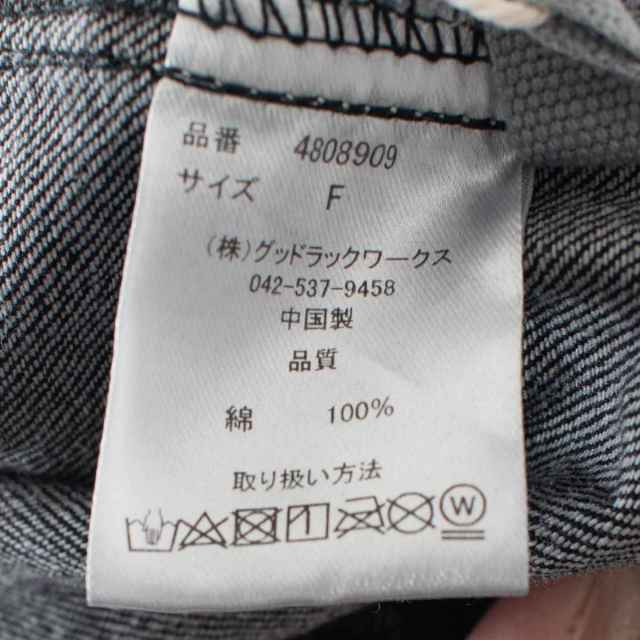 品番 4808909
サイズ F
(株)グッドラックワークス
042-537-9458
中国製
品質
綿 100%
取り扱い方法
W